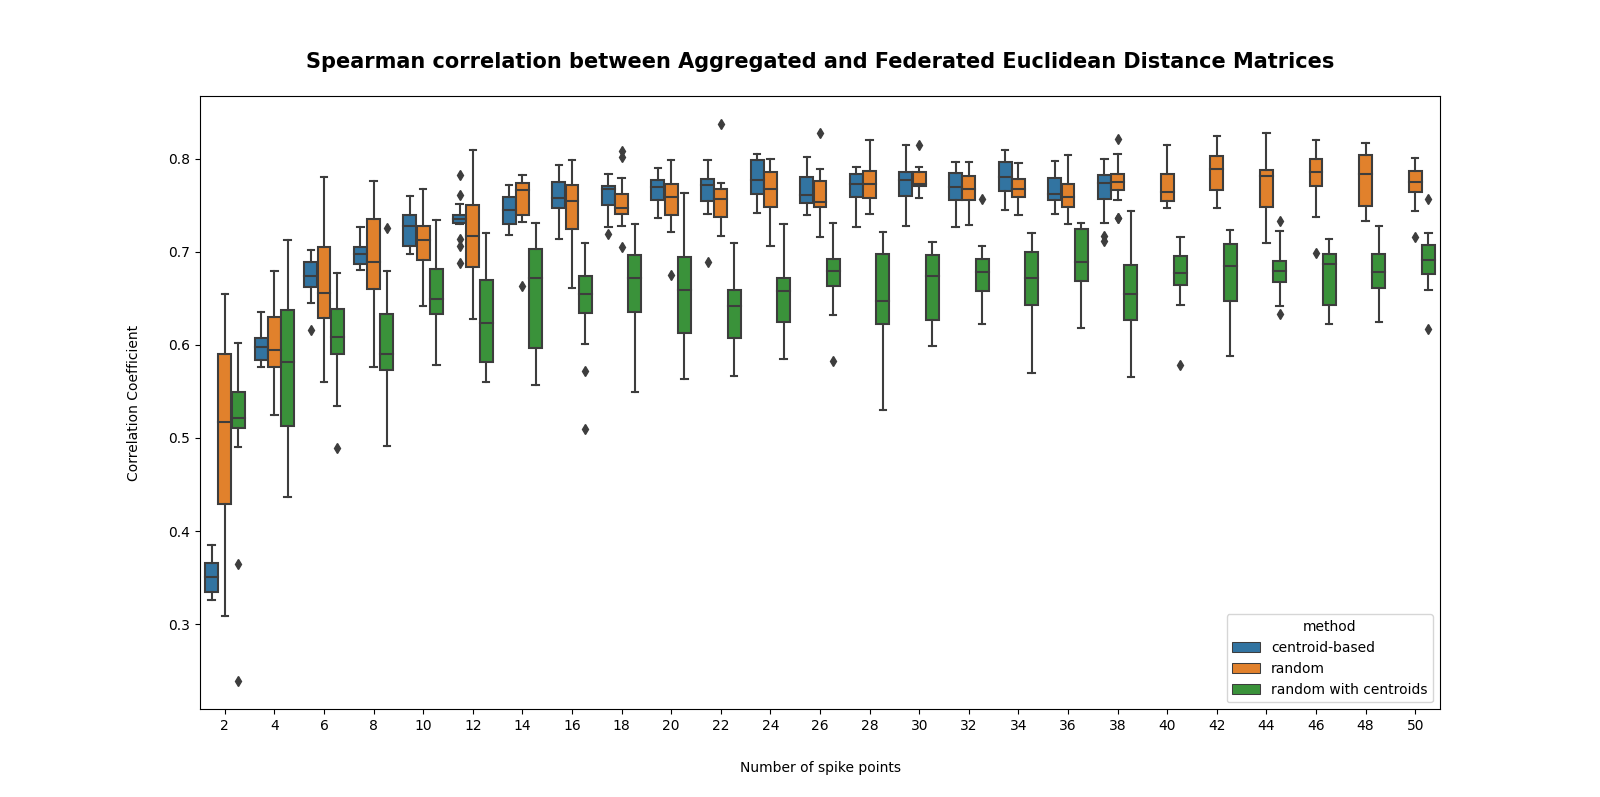 Spearman correlation between Aggregated and Federated Euclidean Distance Matrices
Correlation Coefficient
0.8
0.7
0.6
0.5
0.4
0.3
2 4 6 8 10 12 14 16 18 20 22 24 26 28 30 32 34 36 38 40 42 44 46 48 50
Number of spike points
method
centroid-based
random
random with centroids